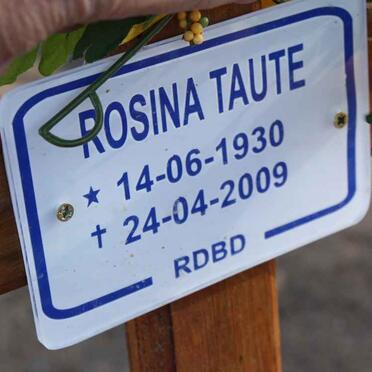 ROSINA TAUTE
★ 14-06-1930
✝ 24-04-2009
RDBD